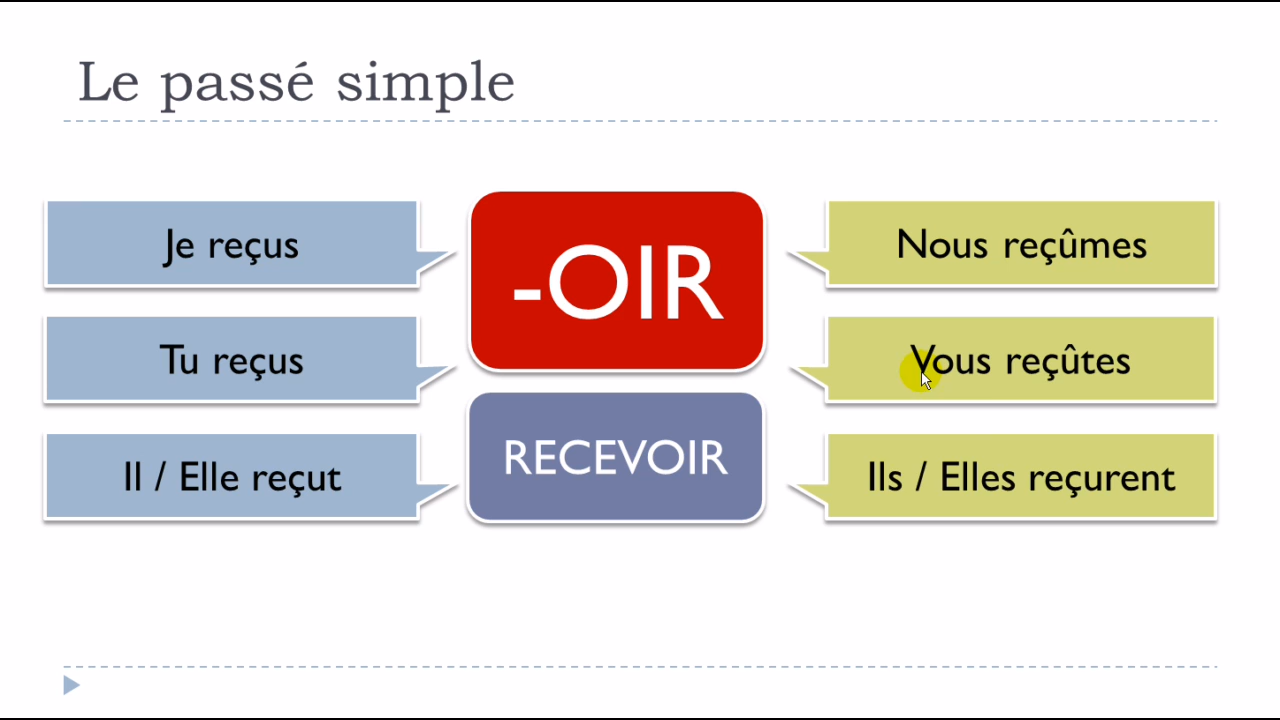 Le passé simple
Je reçus
Tu reçus
Il / Elle reçut
-OIR
RECEVOIR
Nous reçûmes
Vous reçûtes
Ils / Elles reçurent